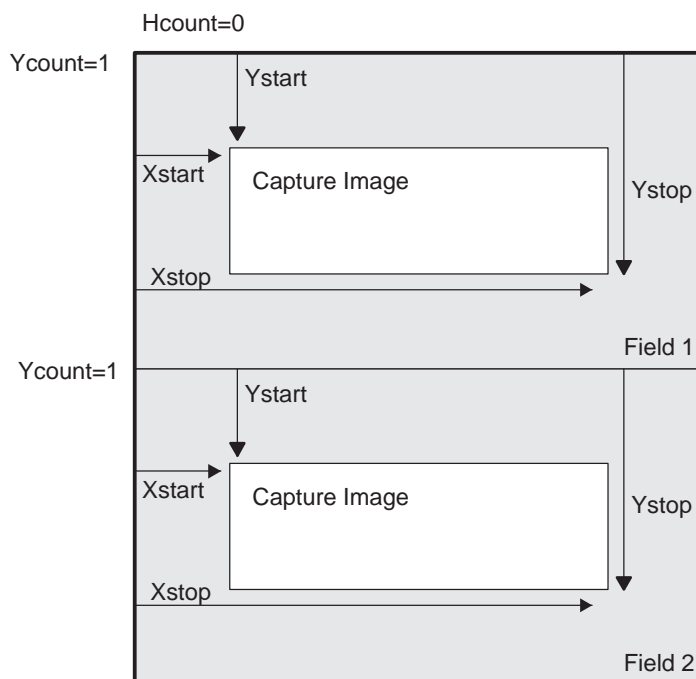 Hcount=0
Ycount=1
Ystart
Xstart
Capture Image
Ystop
Xstop
Field 1
Ycount=1
Ystart
Xstart
Capture Image
Ystop
Xstop
Field 2